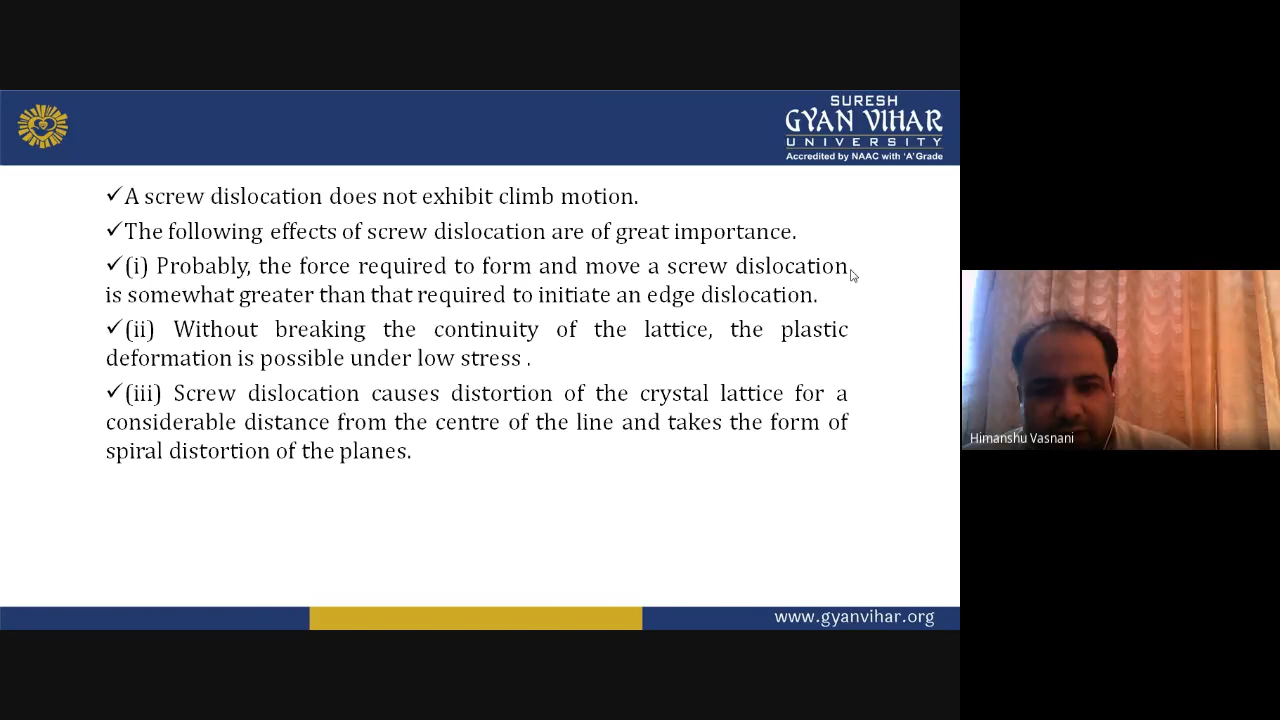 SURESH
GYAN VIHAR
UNIVERSITY
Accredited by NAAC with 'A' Grade
✓A screw dislocation does not exhibit climb motion.
✓The following effects of screw dislocation are of great importance.
✓(i) Probably, the force required to form and move a screw dislocation
is somewhat greater than that required to initiate an edge dislocation.
✓(ii) Without breaking the continuity of the lattice, the plastic
deformation is possible under low stress .
✓(iii) Screw dislocation causes distortion of the crystal lattice for a
considerable distance from the centre of the line and takes the form of
spiral distortion of the planes.
Himanshu Vasnani
www.gyanvihar.org